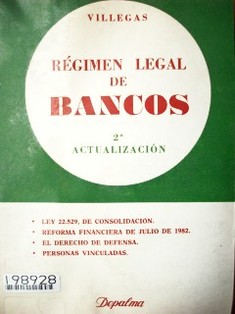 VILLEGAS
RÉGIMEN LEGAL
DE
BANCOS
2ª
ACTUALIZACIÓN
• LEY 22.529, DE CONSOLIDACIÓN.
• REFORMA FINANCIERA DE JULIO DE 1982.
• EL DERECHO DE DEFENSA.
• PERSONAS VINCULADAS.
198928
Depalma